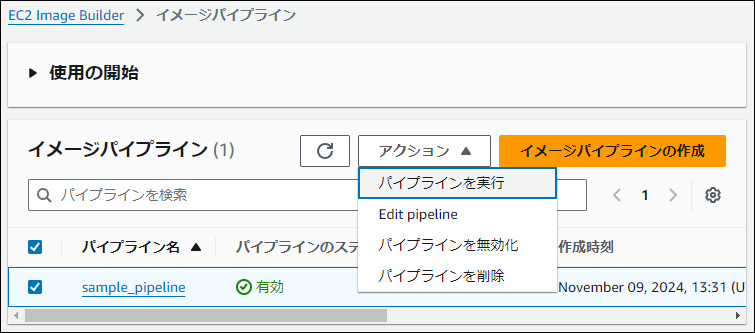 EC2 Image Builder > イメージパイプライン
使用の開始
イメージパイプライン (1)
アクション
イメージパイプラインの作成
パイプラインを検索
1
パイプラインを実行
Edit pipeline
パイプラインを無効化
パイプラインを削除
パイプライン名
パイプラインのステ
作成時刻
sample_pipeline
有効
November 09, 2024, 13:31 (U